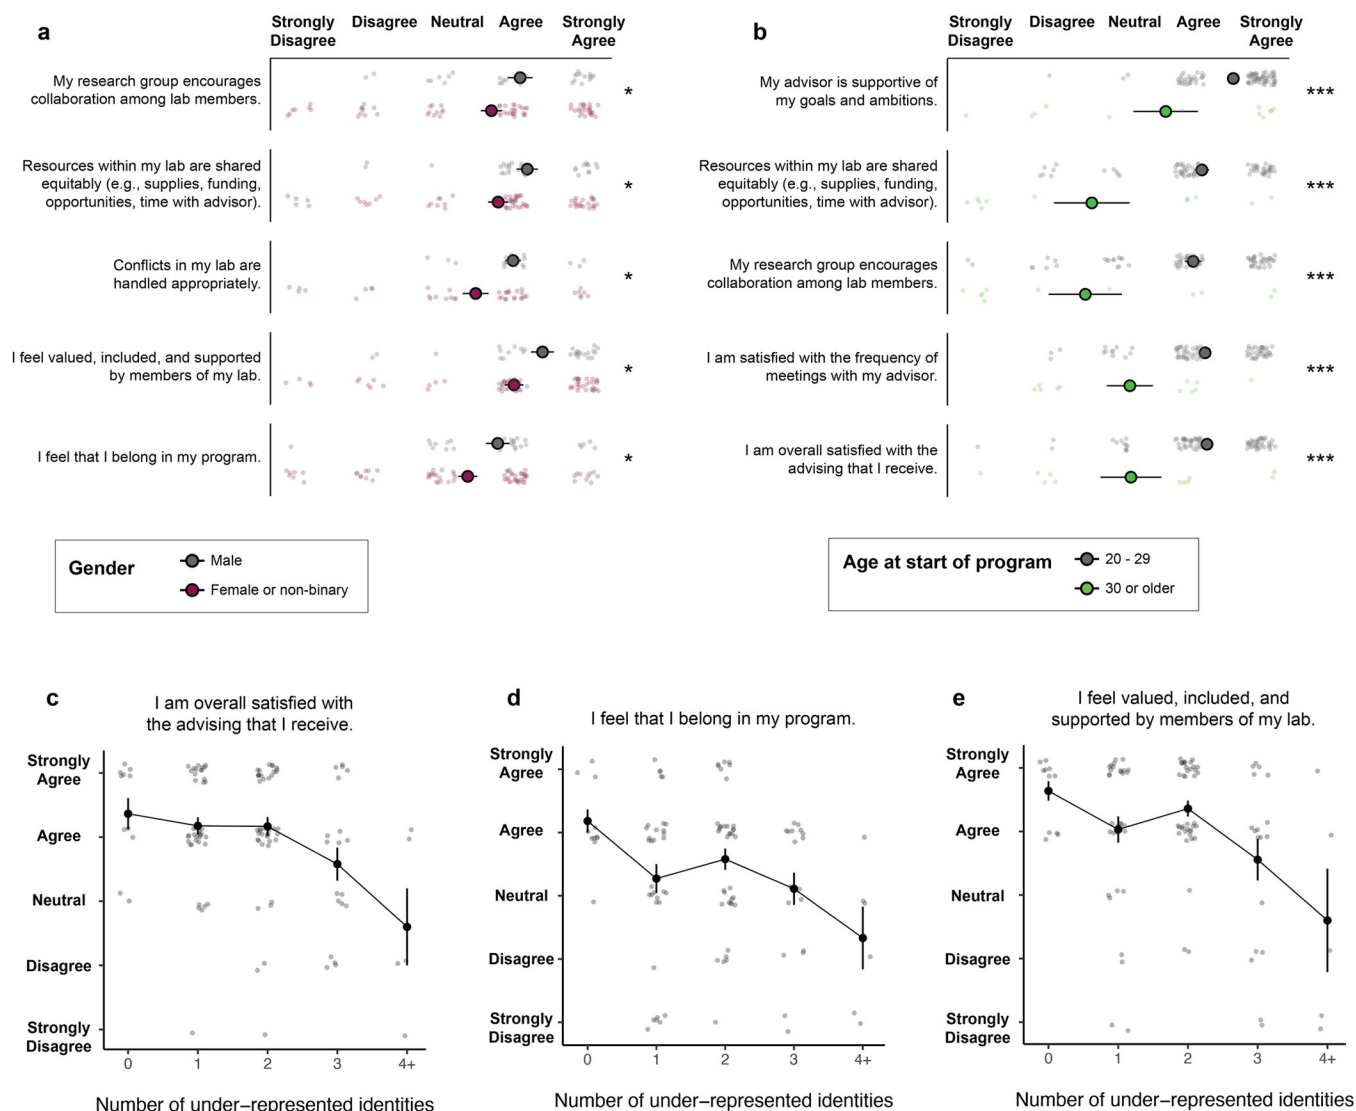 a
Strongly Disagree Neutral Agree Strongly
Disagree Agree
My research group encourages
collaboration among lab members.
*
Resources within my lab are shared
equitably (e.g., supplies, funding,
opportunities, time with advisor).
*
Conflicts in my lab are
handled appropriately.
*
I feel valued, included, and supported
by members of my lab.
*
I feel that I belong in my program.
*
Gender
Male
Female or non-binary
b
Strongly Disagree Neutral Agree Strongly
Disagree Agree
My advisor is supportive of
my goals and ambitions.
***
Resources within my lab are shared
equitably (e.g., supplies, funding,
opportunities, time with advisor).
***
My research group encourages
collaboration among lab members.
***
I am satisfied with the frequency of
meetings with my advisor.
***
I am overall satisfied with the
advising that I receive.
***
Age at start of program
20 - 29
30 or older
c
I am overall satisfied with
the advising that I receive.
Strongly
Agree
Agree
Neutral
Disagree
Strongly
Disagree
0 1 2 3 4+
Number of under–represented identities
d
I feel that I belong in my program.
Strongly
Agree
Agree
Neutral
Disagree
Strongly
Disagree
0 1 2 3 4+
Number of under–represented identities
e
I feel valued, included, and
supported by members of my lab.
Strongly
Agree
Agree
Neutral
Disagree
Strongly
Disagree
0 1 2 3 4+
Number of under–represented identities